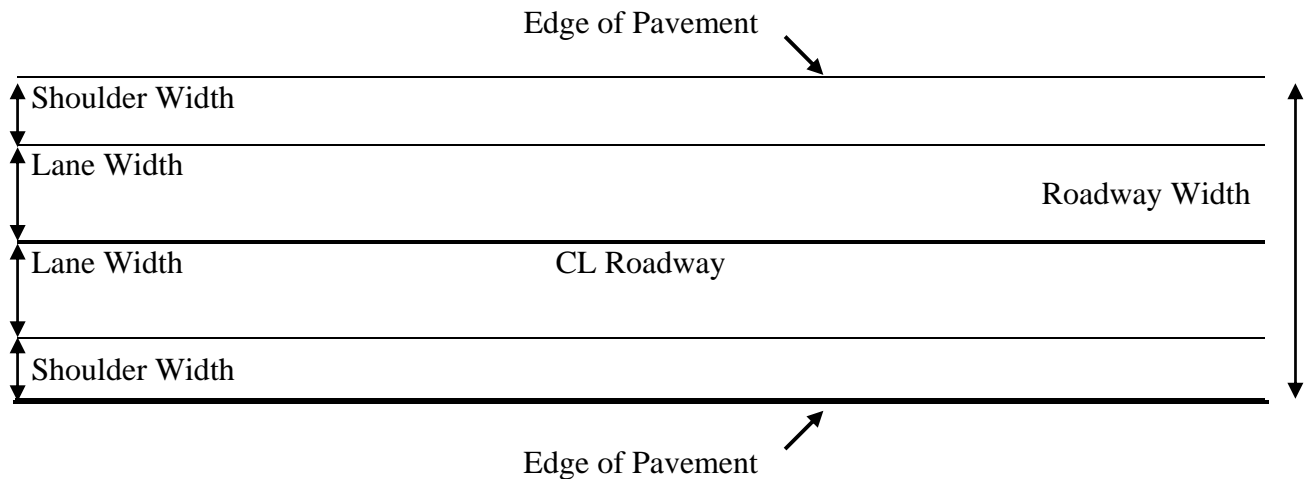 Edge of Pavement
Shoulder Width
Lane Width
Roadway Width
Lane Width
CL Roadway
Shoulder Width
Edge of Pavement